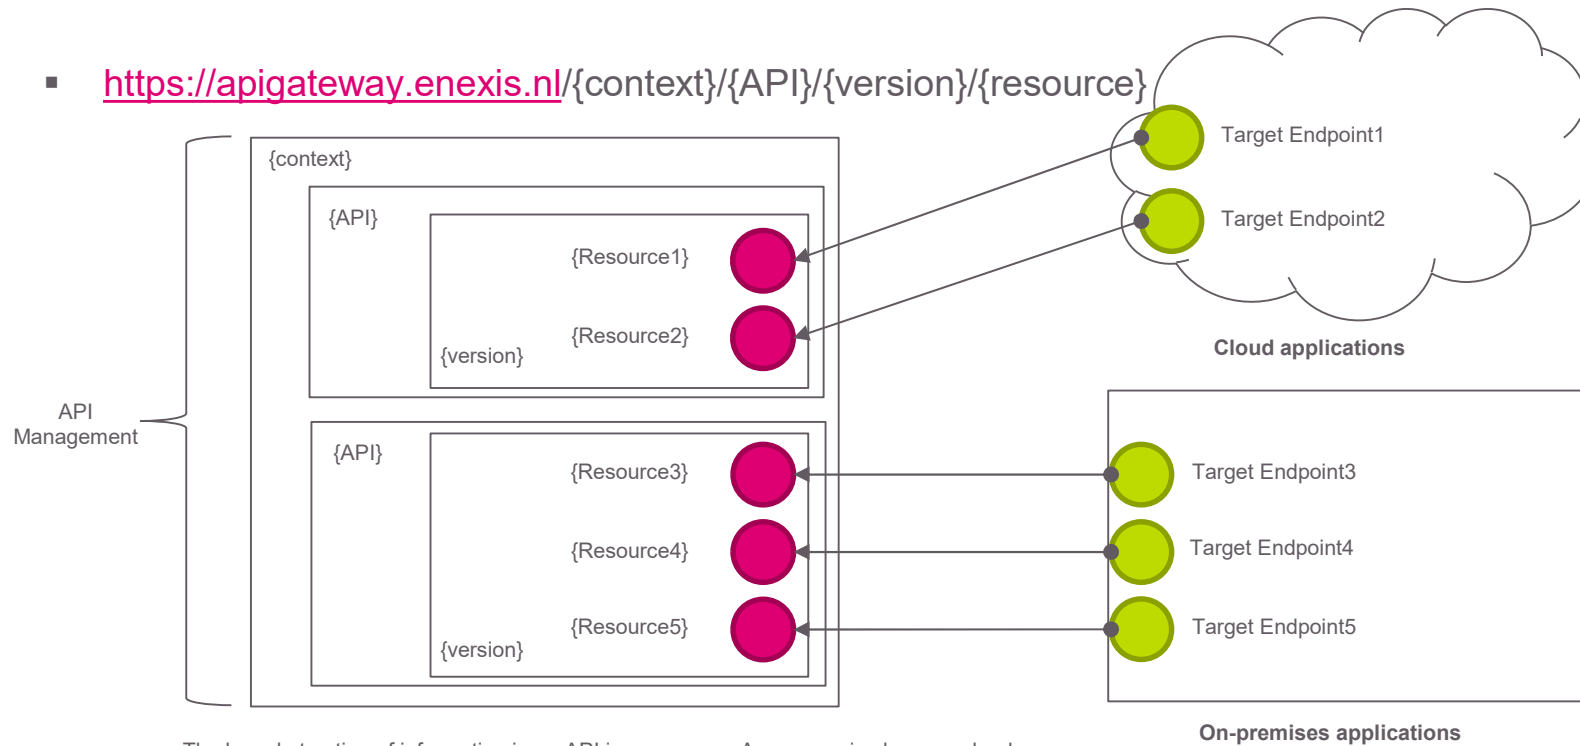 ▪ https://apigateway.enexis.nl/{context}/{API}/{version}/{resource}
{context}
{API}
{Resource1}
{Resource2}
{version}
Target Endpoint1
Target Endpoint2
Cloud applications
API
Management
{API}
{Resource3}
{Resource4}
{Resource5}
{version}
Target Endpoint3
Target Endpoint4
Target Endpoint5
On-premises applications